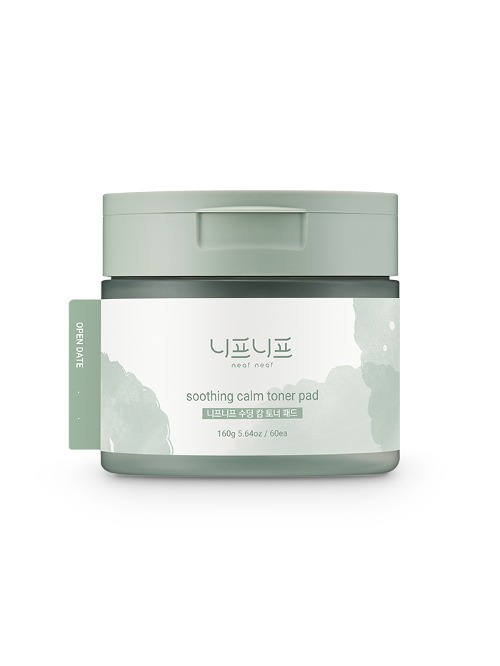 니프니프
neaf neaf
soothing calm toner pad
니프니프 수딩 캄 토너 패드
160g 5.64oz / 60ea
OPEN DATE
. .